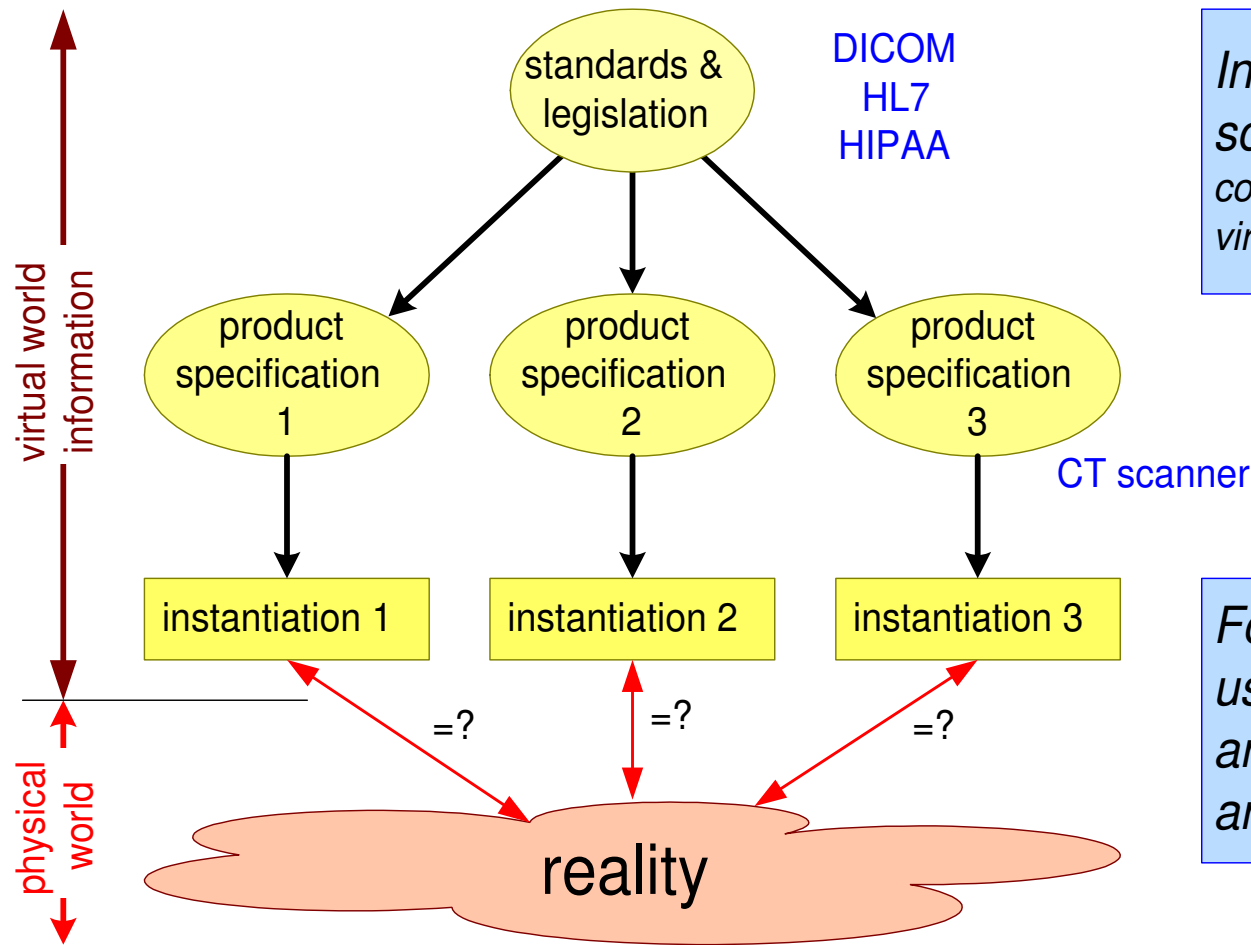 standards &
legislation
DICOM
HL7
HIPAA
virtual world
information
product
specification
1
product
specification
2
product
specification
3
CT scanner
instantiation 1
instantiation 2
instantiation 3
=?
=?
=?
physical
world
reality